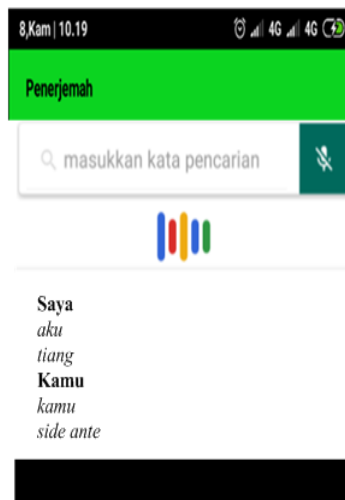 8,Kam | 10.19 4G 4G
Penerjemah
masukkan kata pencarian
Saya
aku
tiang
Kamu
kamu
side ante